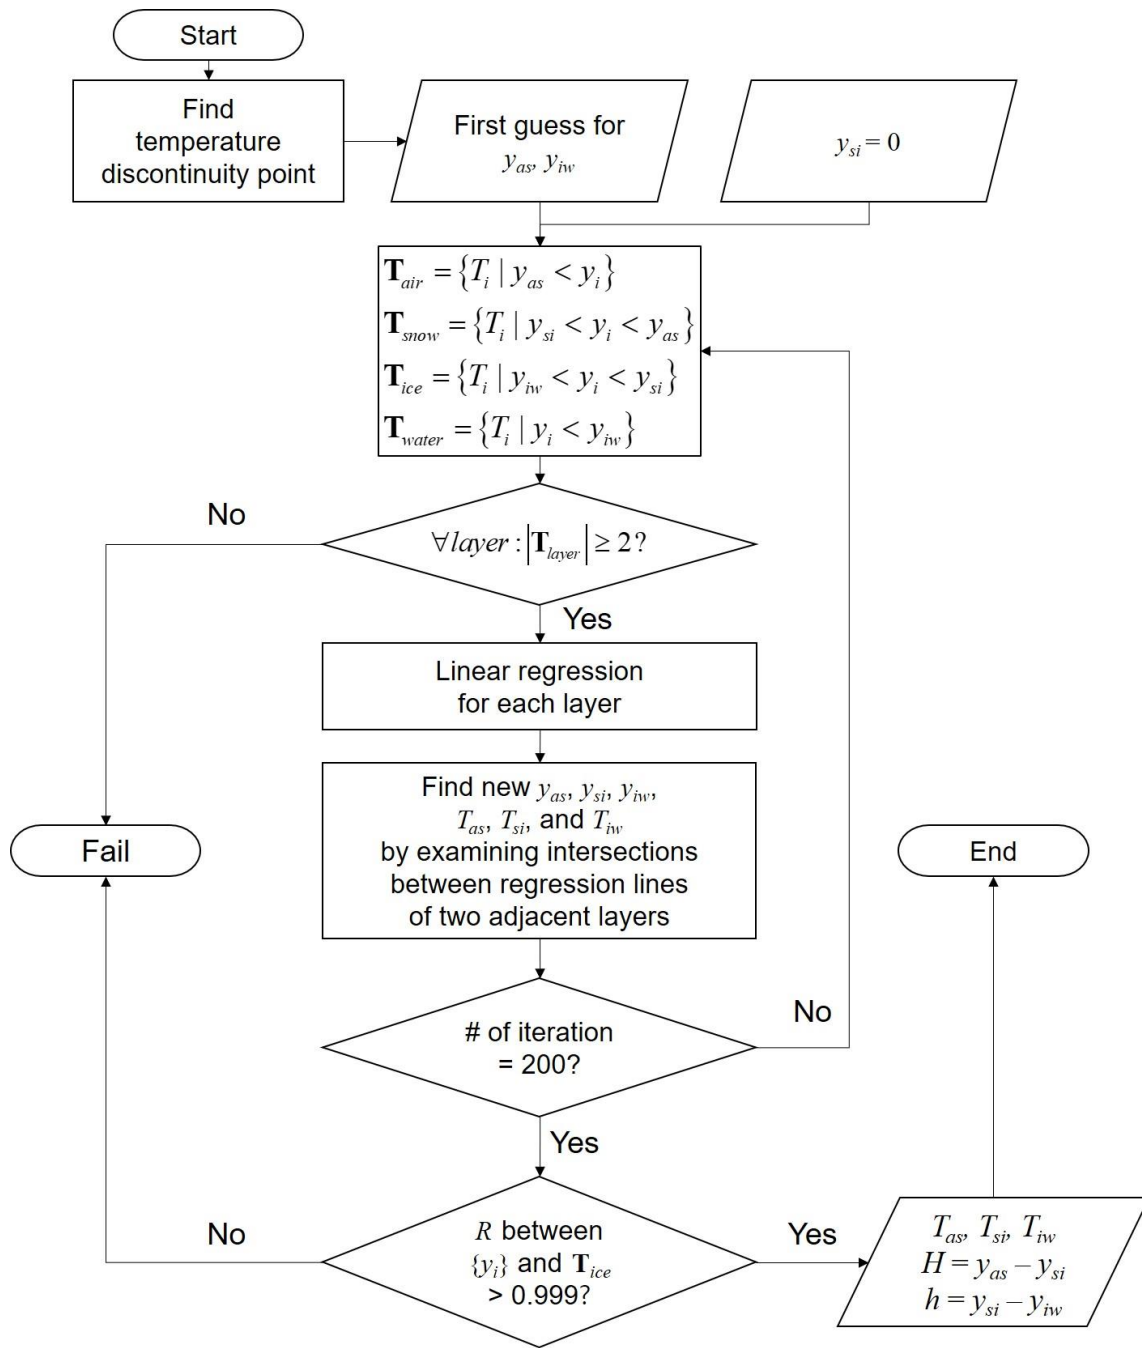 Start
Find
temperature
discontinuity point
First guess for
y_as, y_iw
y_si = 0
T_air = {T_i | y_as < y_i}
T_snow = {T_i | y_si < y_i < y_as}
T_ice = {T_i | y_iw < y_i < y_si}
T_water = {T_i | y_i < y_iw}
No
∀layer : |T_layer| ≥ 2?
Yes
Linear regression
for each layer
Find new y_as, y_si, y_iw,
T_as, T_si, and T_iw
by examining intersections
between regression lines
of two adjacent layers
Fail
End
# of iteration
= 200?
No
Yes
R between
{y_i} and T_ice
> 0.999?
No
Yes
T_as, T_si, T_iw
H = y_as – y_si
h = y_si – y_iw